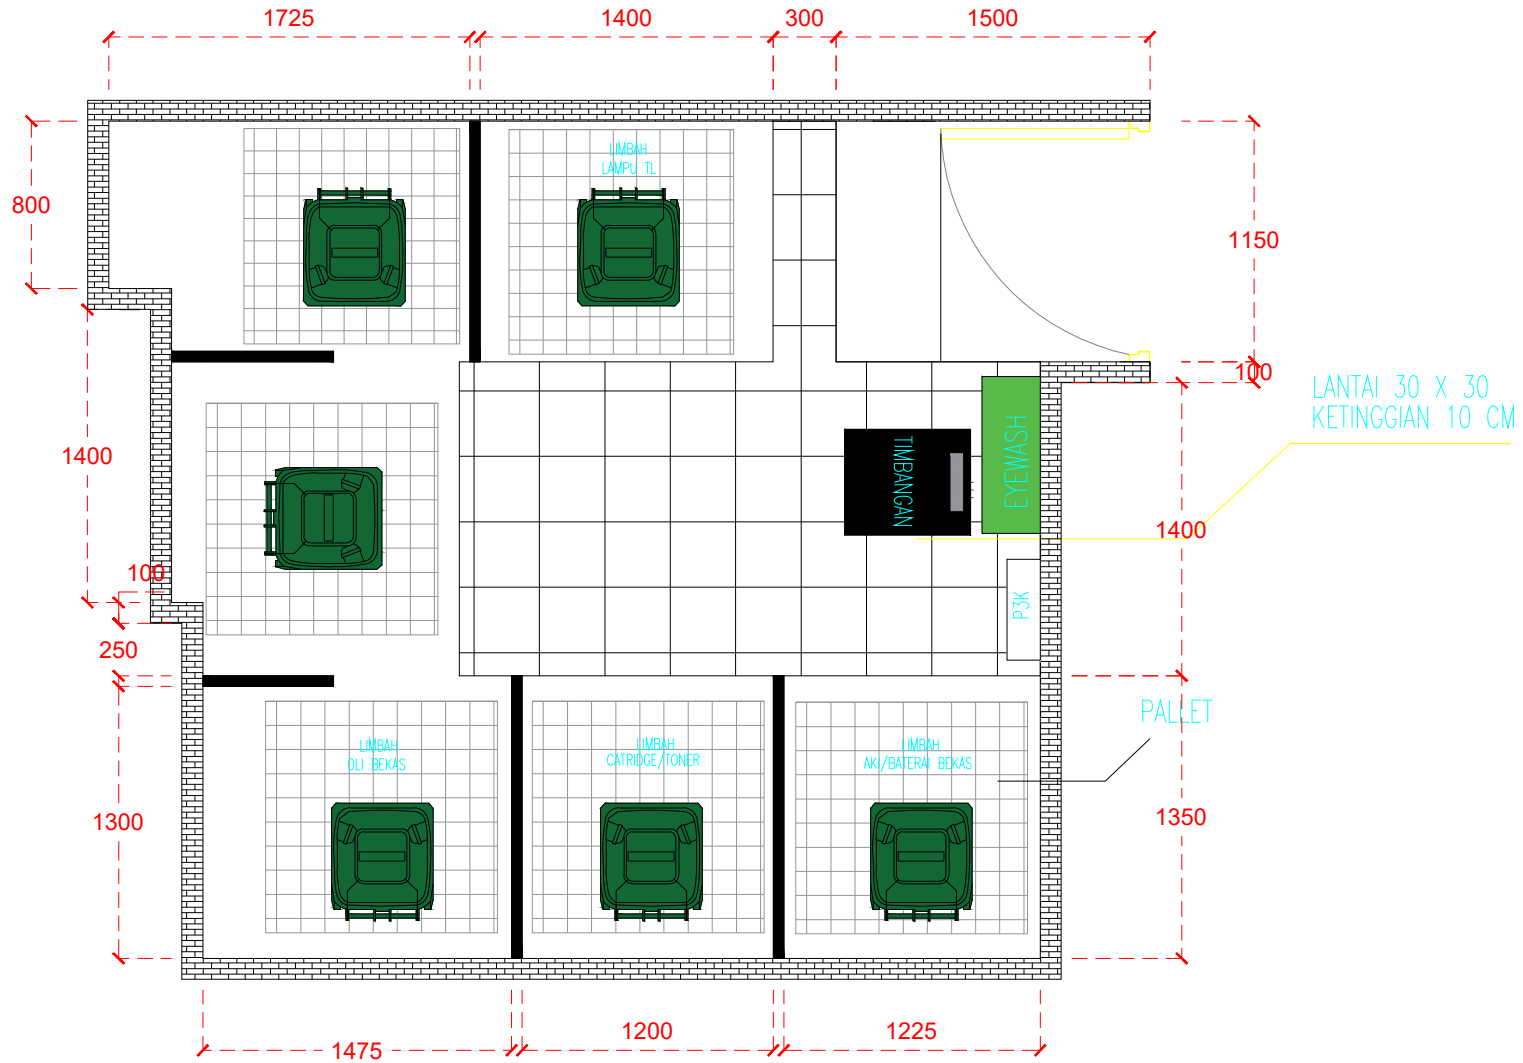 1725
1400
300
1500
LIMBAH
LAMPU TL
800
1150
100
LANTAI 30 X 30
KETINGGIAN 10 CM
EYEWASH
TIMBANGAN
1400
1400
100
P3K
250
PALLET
LIMBAH
OLI BEKAS
LIMBAH
CATRIDGE/TONER
LIMBAH
AKI/BATERAI BEKAS
1300
1350
1475
1200
1225